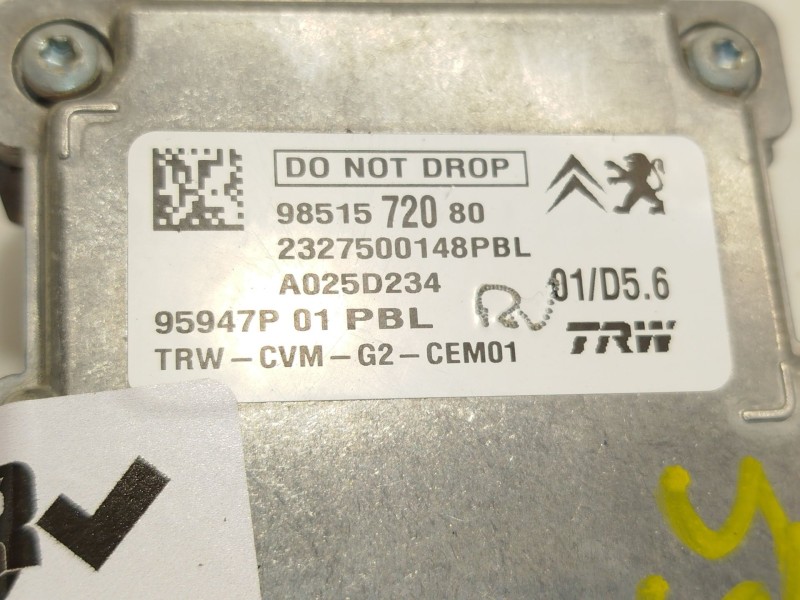 DO NOT DROP
98515 720 80
2327500148PBL
A025D234
01/D5.6
95947P 01 PBL
TRW
TRW-CVM-G2-CEM01